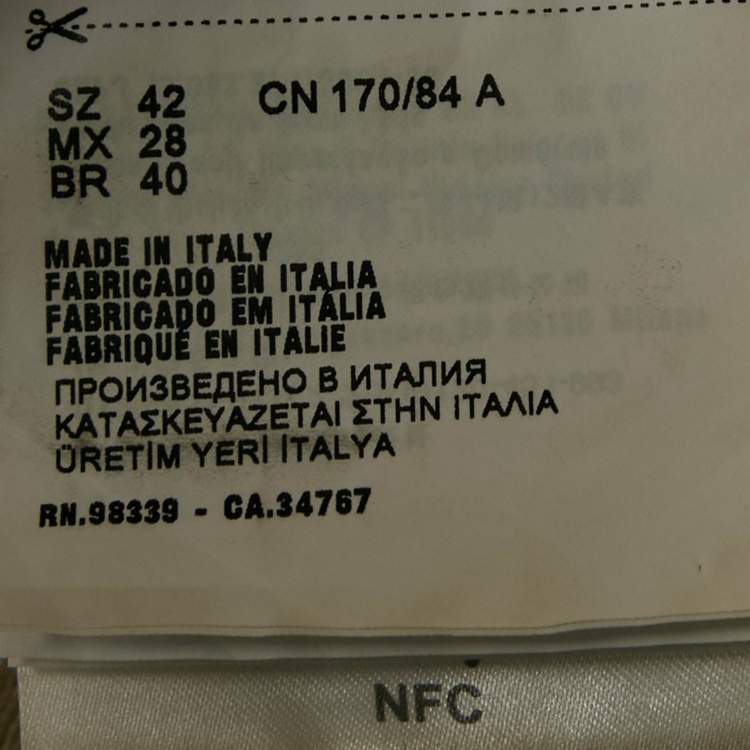 SZ 42 CN 170/84 A
MX 28
BR 40
MADE IN ITALY
FABRICADO EN ITALIA
FABRICADO EM ITÁLIA
FABRIQUÉ EN ITALIE
ПРОИЗВЕДЕНО В ИТАЛИЯ
ΚΑΤΑΣΚΕΥΑΖΕΤΑΙ ΣΤΗΝ ΙΤΑΛΙΑ
ÜRETİM YERİ İTALYA
RN.98339 - CA.34767
NFC